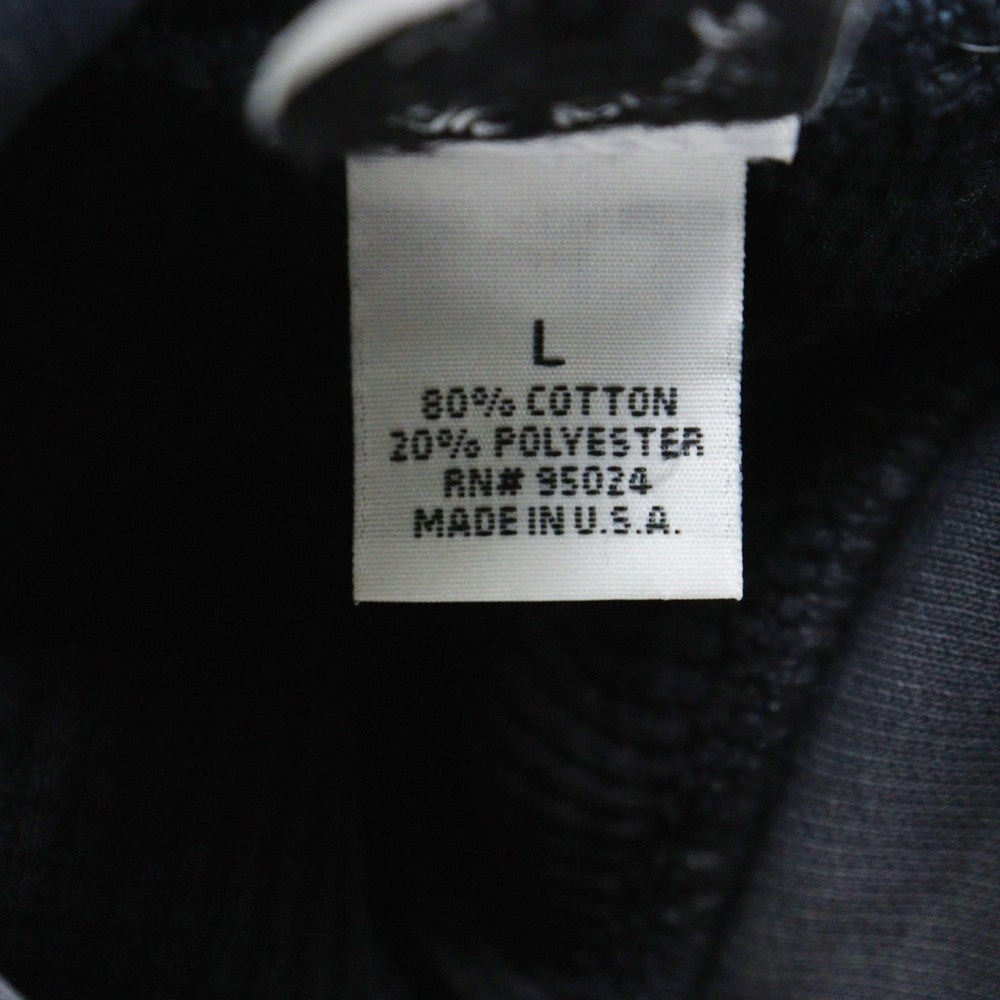 L
80% COTTON
20% POLYESTER
RN# 95024
MADE IN U.S.A.